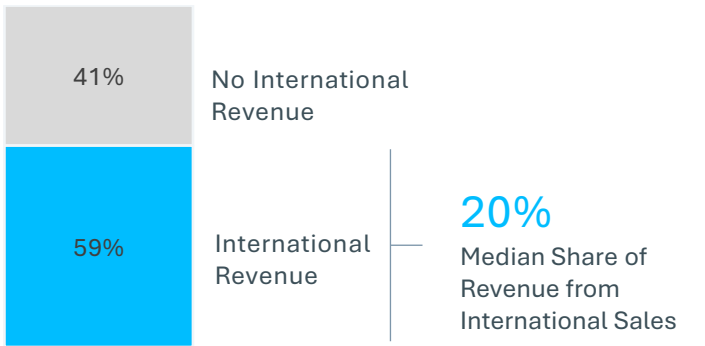 41%
No International
Revenue
59%
International
Revenue
20%
Median Share of
Revenue from
International Sales